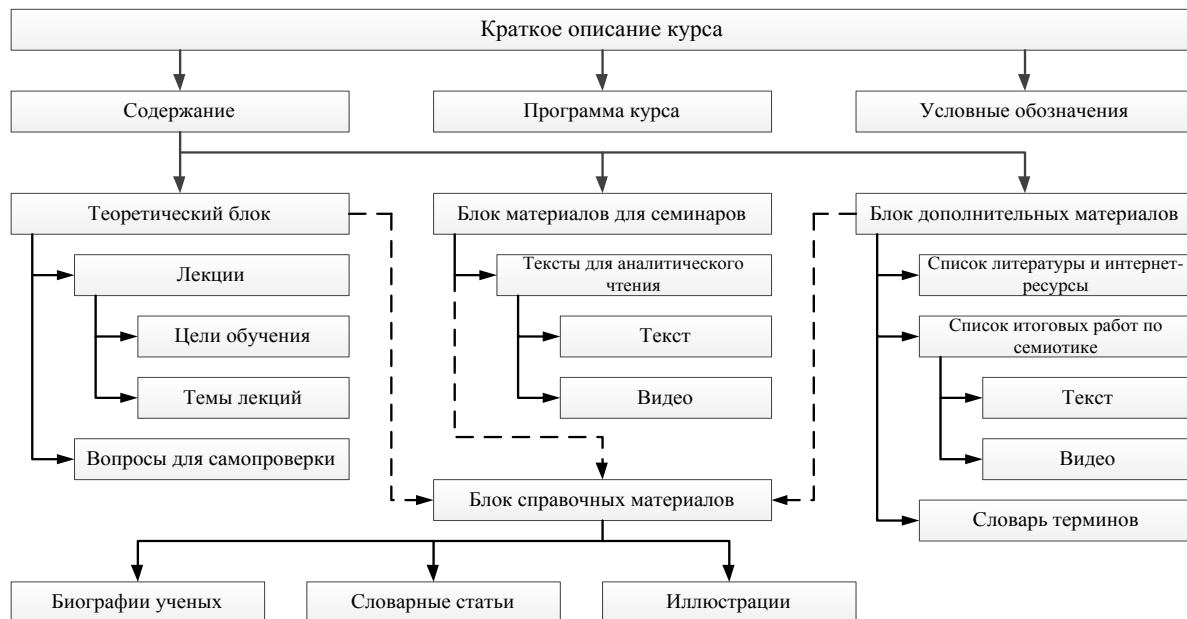 Краткое описание курса
Содержание
Программа курса
Условные обозначения
Теоретический блок
Блок материалов для семинаров
Блок дополнительных материалов
Лекции
Тексты для аналитического
чтения
Список литературы и интернет-
ресурсы
Цели обучения
Текст
Список итоговых работ по
семиотике
Темы лекций
Видео
Текст
Вопросы для самопроверки
Видео
Блок справочных материалов
Словарь терминов
Биографии ученых
Словарные статьи
Иллюстрации